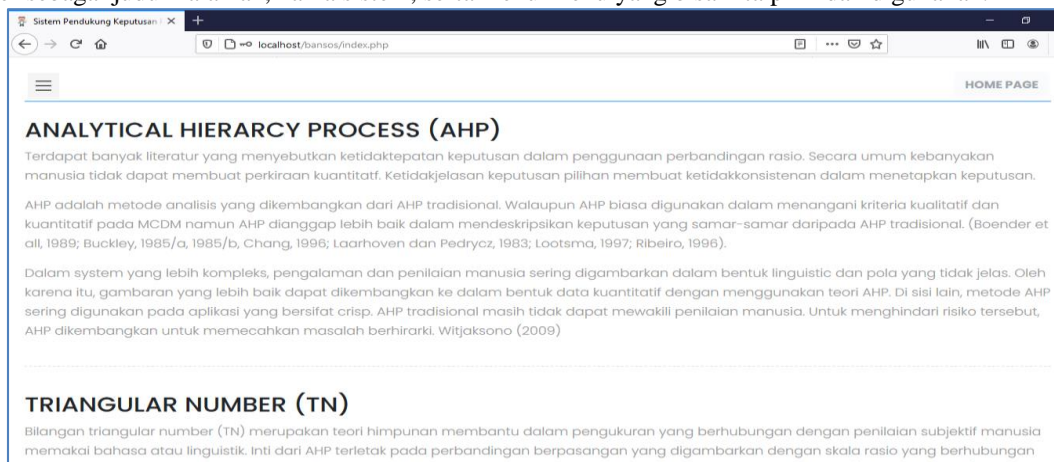 Sistem Pendukung Keputusan
localhost/bansos/index.php
HOME PAGE
ANALYTICAL HIERARCY PROCESS (AHP)
Terdapat banyak literatur yang menyebutkan ketidaktepatan keputusan dalam penggunaan perbandingan rasio. Secara umum kebanyakan
manusia tidak dapat membuat perkiraan kuantitatf. Ketidakjelasan keputusan pilihan membuat ketidakkonsistenan dalam menetapkan keputusan.
AHP adalah metode analisis yang dikembangkan dari AHP tradisional. Walaupun AHP biasa digunakan dalam menangani kriteria kualitatif dan
kuantitatif pada MCDM namun AHP dianggap lebih baik dalam mendeskripsikan keputusan yang samar-samar daripada AHP tradisional. (Boender et
all, 1989; Buckley, 1985/a, 1985/b, Chang, 1996; Laarhoven dan Pedrycz, 1983; Lootsma, 1997; Ribeiro, 1996).
Dalam system yang lebih kompleks, pengalaman dan penilaian manusia sering digambarkan dalam bentuk linguistic dan pola yang tidak jelas. Oleh
karena itu, gambaran yang lebih baik dapat dikembangkan ke dalam bentuk data kuantitatif dengan menggunakan teori AHP. Di sisi lain, metode AHP
sering digunakan pada aplikasi yang bersifat crisp. AHP tradisional masih tidak dapat mewakili penilaian manusia. Untuk menghindari risiko tersebut,
AHP dikembangkan untuk memecahkan masalah berhirarki. Witjaksono (2009)
TRIANGULAR NUMBER (TN)
Bilangan triangular number (TN) merupakan teori himpunan membantu dalam pengukuran yang berhubungan dengan penilaian subjektif manusia
memakai bahasa atau linguistik. Inti dari AHP terletak pada perbandingan berpasangan yang digambarkan dengan skala rasio yang berhubungan